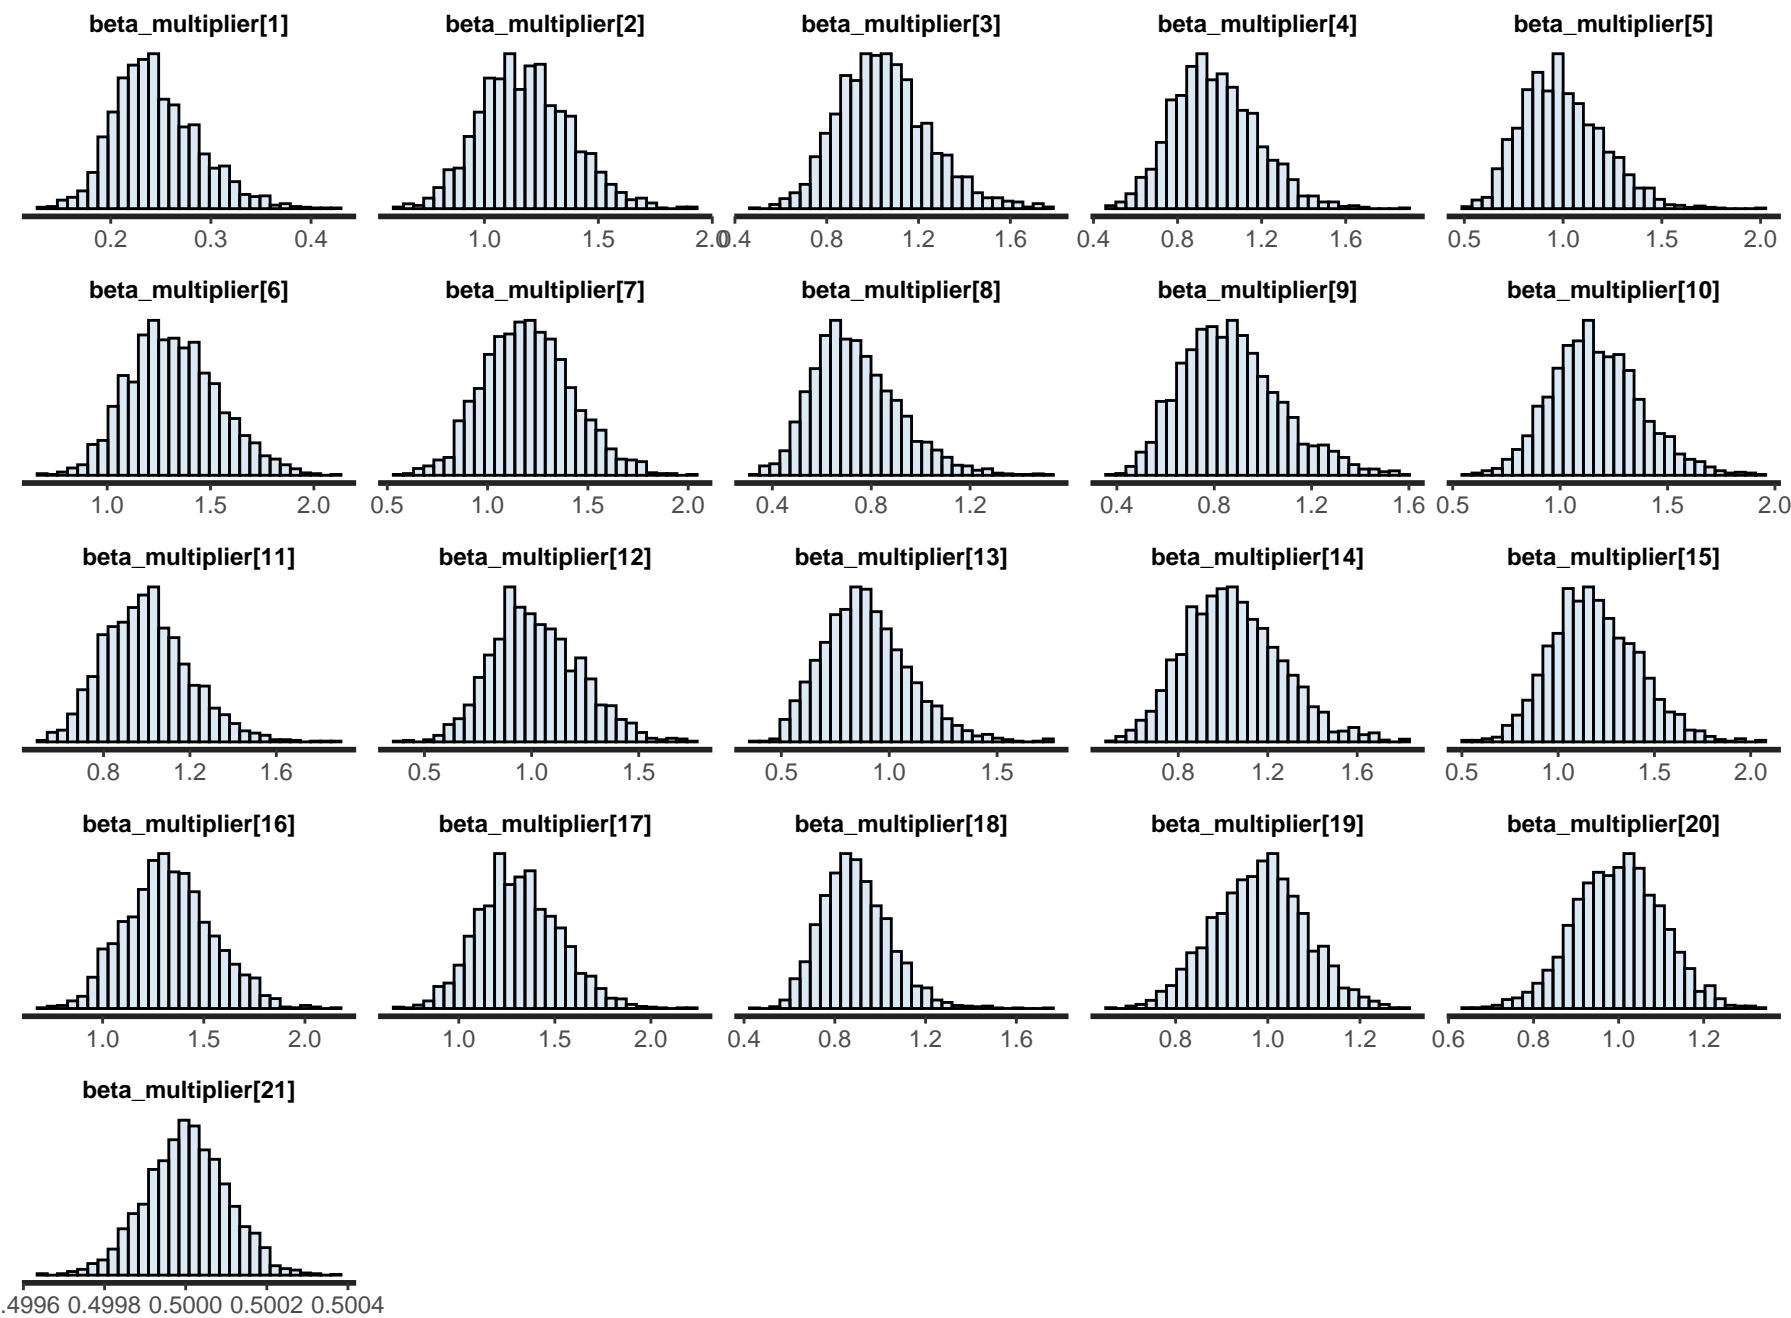 beta_multiplier[1] beta_multiplier[2] beta_multiplier[3] beta_multiplier[4] beta_multiplier[5]
0.2 0.3 0.4 1.0 1.5 2.0 0.4 0.8 1.2 1.6 0.4 0.8 1.2 1.6 0.5 1.0 1.5 2.0
beta_multiplier[6] beta_multiplier[7] beta_multiplier[8] beta_multiplier[9] beta_multiplier[10]
1.0 1.5 2.0 0.5 1.0 1.5 2.0 0.4 0.8 1.2 0.4 0.8 1.2 1.6 0.5 1.0 1.5 2.0
beta_multiplier[11] beta_multiplier[12] beta_multiplier[13] beta_multiplier[14] beta_multiplier[15]
0.8 1.2 1.6 0.5 1.0 1.5 0.5 1.0 1.5 0.8 1.2 1.6 0.5 1.0 1.5 2.0
beta_multiplier[16] beta_multiplier[17] beta_multiplier[18] beta_multiplier[19] beta_multiplier[20]
1.0 1.5 2.0 1.0 1.5 2.0 0.4 0.8 1.2 1.6 0.8 1.0 1.2 0.6 0.8 1.0 1.2
beta_multiplier[21]
.4996 0.4998 0.5000 0.5002 0.5004